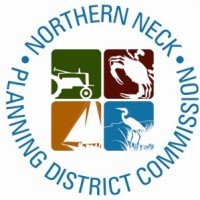 NORTHERN NECK
PLANNING DISTRICT COMMISSION